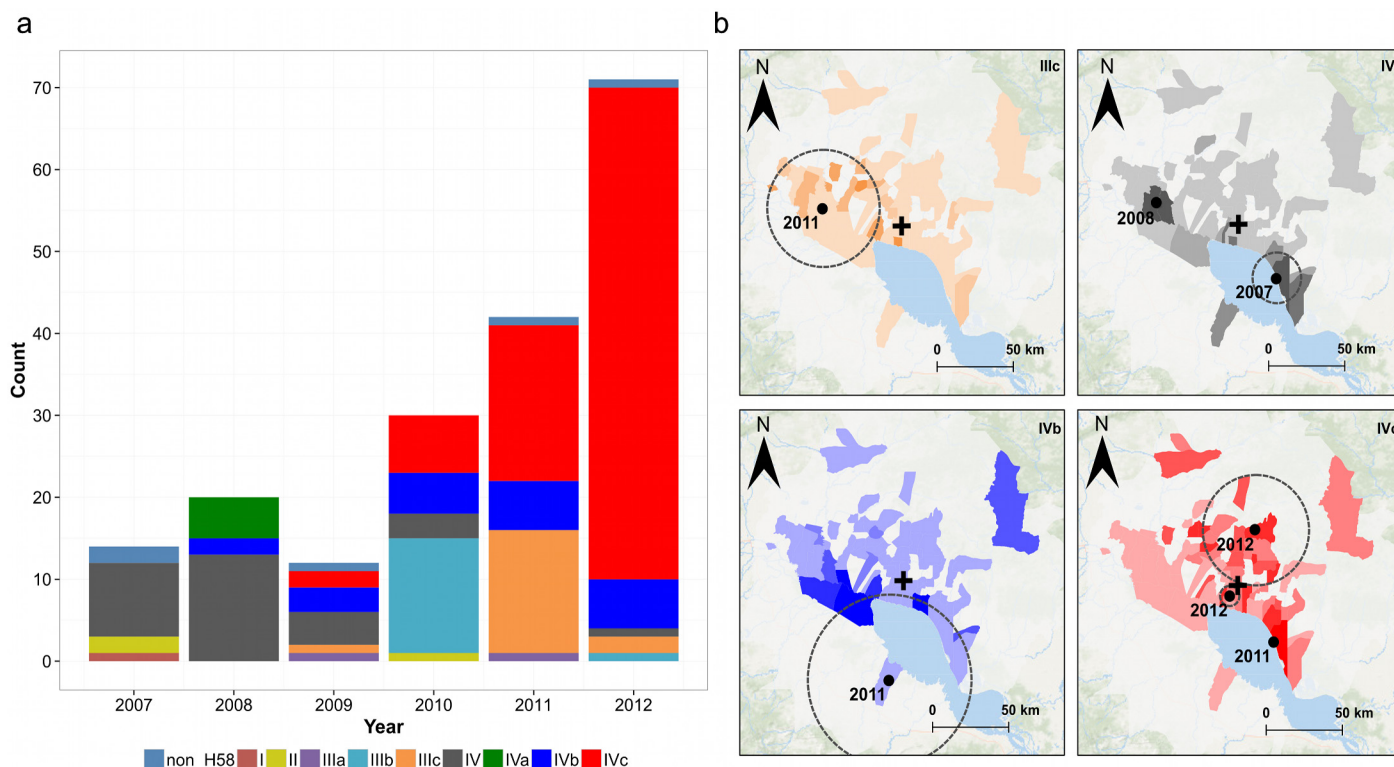 a
70
60
50
40
30
20
10
0
Count
2007 2008 2009 2010 2011 2012
Year
non H58 I II IIIa IIIb IIIc IV IVa IVb IVc
b
N
IIIc
2011
0 50 km
N
IV
2008
2007
0 50 km
N
IVb
2011
0 50 km
N
IVc
2012
2012
2011
0 50 km